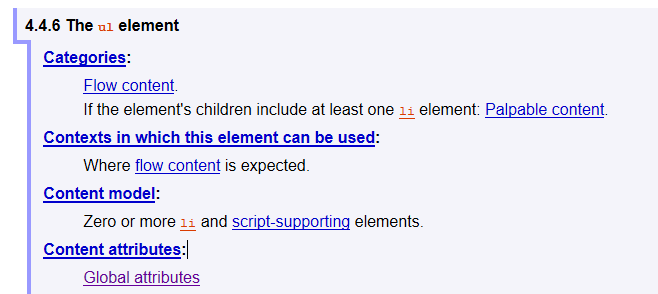 4.4.6 The ul element
Categories:
Flow content.
If the element's children include at least one li element: Palpable content.
Contexts in which this element can be used:
Where flow content is expected.
Content model:
Zero or more li and script-supporting elements.
Content attributes:
Global attributes